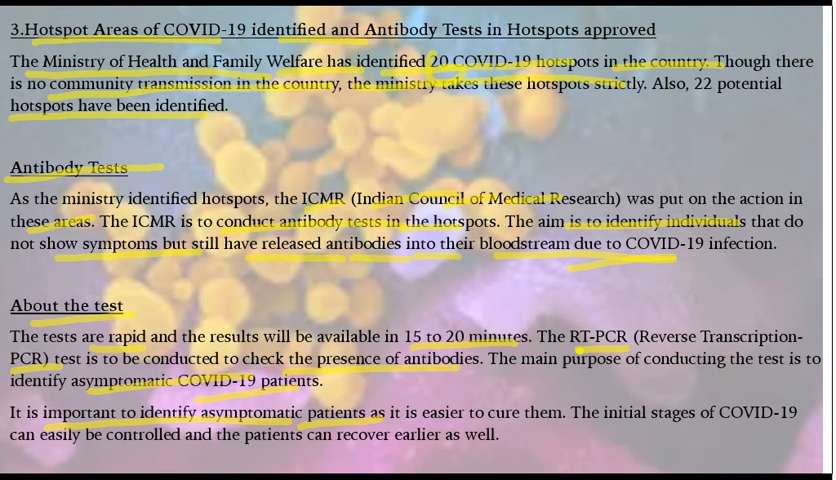 3.Hotspot Areas of COVID-19 identified and Antibody Tests in Hotspots approved
The Ministry of Health and Family Welfare has identified 20 COVID-19 hotspots in the country. Though there
is no community transmission in the country, the ministry takes these hotspots strictly. Also, 22 potential
hotspots have been identified.
Antibody Tests
As the ministry identified hotspots, the ICMR (Indian Council of Medical Research) was put on the action in
these areas. The ICMR is to conduct antibody tests in the hotspots. The aim is to identify individuals that do
not show symptoms but still have released antibodies into their bloodstream due to COVID-19 infection.
About the test
The tests are rapid and the results will be available in 15 to 20 minutes. The RT-PCR (Reverse Transcription-
PCR) test is to be conducted to check the presence of antibodies. The main purpose of conducting the test is to
identify asymptomatic COVID-19 patients.
It is important to identify asymptomatic patients as it is easier to cure them. The initial stages of COVID-19
can easily be controlled and the patients can recover earlier as well.